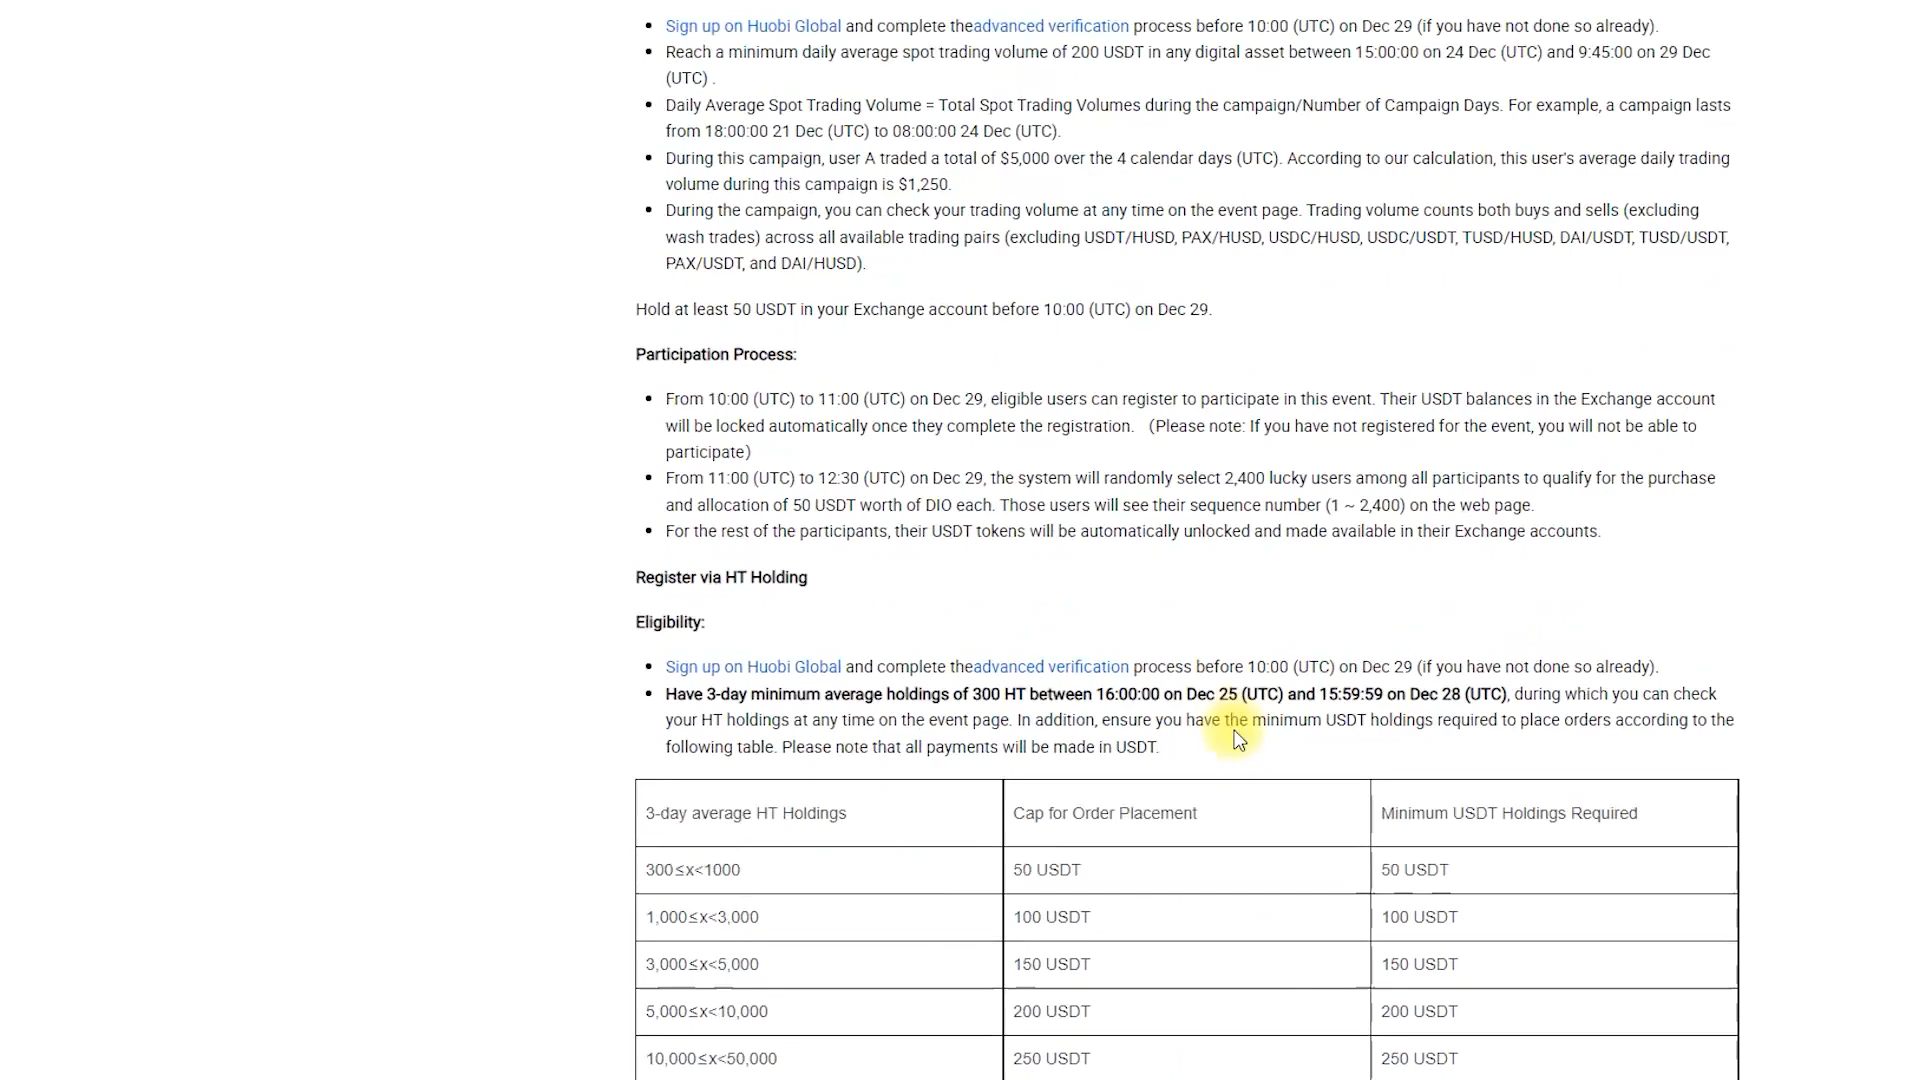 Sign up on Huobi Global and complete theadvanced verification process before 10:00 (UTC) on Dec 29 (if you have not done so already).
Reach a minimum daily average spot trading volume of 200 USDT in any digital asset between 15:00:00 on 24 Dec (UTC) and 9:45:00 on 29 Dec
(UTC) .
Daily Average Spot Trading Volume = Total Spot Trading Volumes during the campaign/Number of Campaign Days. For example, a campaign lasts
from 18:00:00 21 Dec (UTC) to 08:00:00 24 Dec (UTC).
During this campaign, user A traded a total of $5,000 over the 4 calendar days (UTC). According to our calculation, this user's average daily trading
volume during this campaign is $1,250.
During the campaign, you can check your trading volume at any time on the event page. Trading volume counts both buys and sells (excluding
wash trades) across all available trading pairs (excluding USDT/HUSD, PAX/HUSD, USDC/HUSD, USDC/USDT, TUSD/HUSD, DAI/USDT, TUSD/USDT,
PAX/USDT, and DAI/HUSD).
Hold at least 50 USDT in your Exchange account before 10:00 (UTC) on Dec 29.
Participation Process:
From 10:00 (UTC) to 11:00 (UTC) on Dec 29, eligible users can register to participate in this event. Their USDT balances in the Exchange account
will be locked automatically once they complete the registration. (Please note: If you have not registered for the event, you will not be able to
participate)
From 11:00 (UTC) to 12:30 (UTC) on Dec 29, the system will randomly select 2,400 lucky users among all participants to qualify for the purchase
and allocation of 50 USDT worth of DIO each. Those users will see their sequence number (1 ~ 2,400) on the web page.
For the rest of the participants, their USDT tokens will be automatically unlocked and made available in their Exchange accounts.
Register via HT Holding
Eligibility:
Sign up on Huobi Global and complete theadvanced verification process before 10:00 (UTC) on Dec 29 (if you have not done so already).
Have 3-day minimum average holdings of 300 HT between 16:00:00 on Dec 25 (UTC) and 15:59:59 on Dec 28 (UTC), during which you can check
your HT holdings at any time on the event page. In addition, ensure you have the minimum USDT holdings required to place orders according to the
following table. Please note that all payments will be made in USDT.
3-day average HT Holdings Cap for Order Placement Minimum USDT Holdings Required
300≤x<1000 50 USDT 50 USDT
1,000≤x<3,000 100 USDT 100 USDT
3,000≤x<5,000 150 USDT 150 USDT
5,000≤x<10,000 200 USDT 200 USDT
10,000≤x<50,000 250 USDT 250 USDT